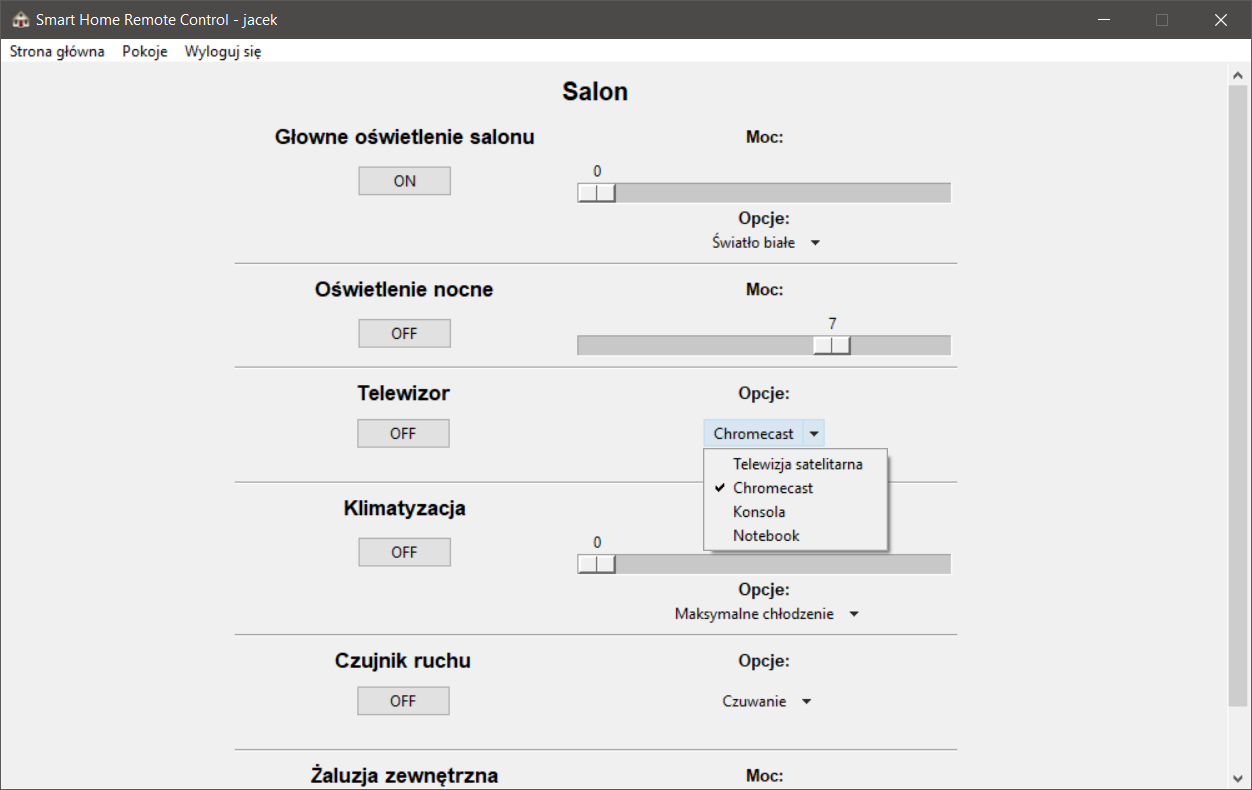 Smart Home Remote Control - jacek
Strona główna Pokoje Wyloguj się
Salon
Głowne oświetlenie salonu
Moc:
ON
0
Opcje:
Światło białe
Oświetlenie nocne
Moc:
OFF
7
Telewizor
Opcje:
OFF
Chromecast
Telewizja satelitarna
Chromecast
Konsola
Notebook
Klimatyzacja
OFF
0
Opcje:
Maksymalne chłodzenie
Czujnik ruchu
Opcje:
OFF
Czuwanie
Żaluzja zewnętrzna
Moc: